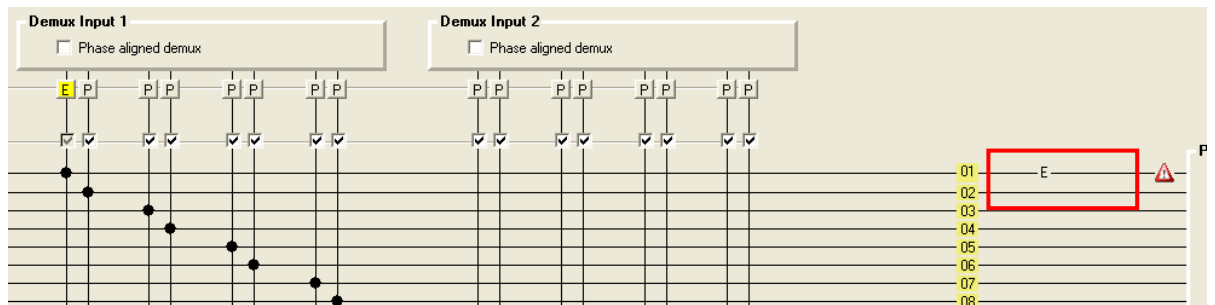 Demux Input 1 Demux Input 2
Phase aligned demux Phase aligned demux
E P P P P P P P P P P P P P P P
01 E P
02
03
04
05
06
07
08